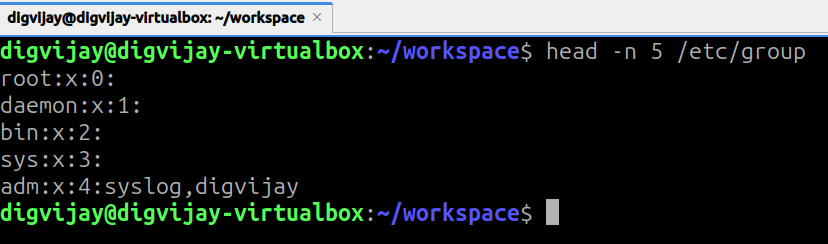 digvijay@digvijay-virtualbox: ~/workspace ×
digvijay@digvijay-virtualbox:~/workspace$ head -n 5 /etc/group
root:x:0:
daemon:x:1:
bin:x:2:
sys:x:3:
adm:x:4:syslog,digvijay
digvijay@digvijay-virtualbox:~/workspace$